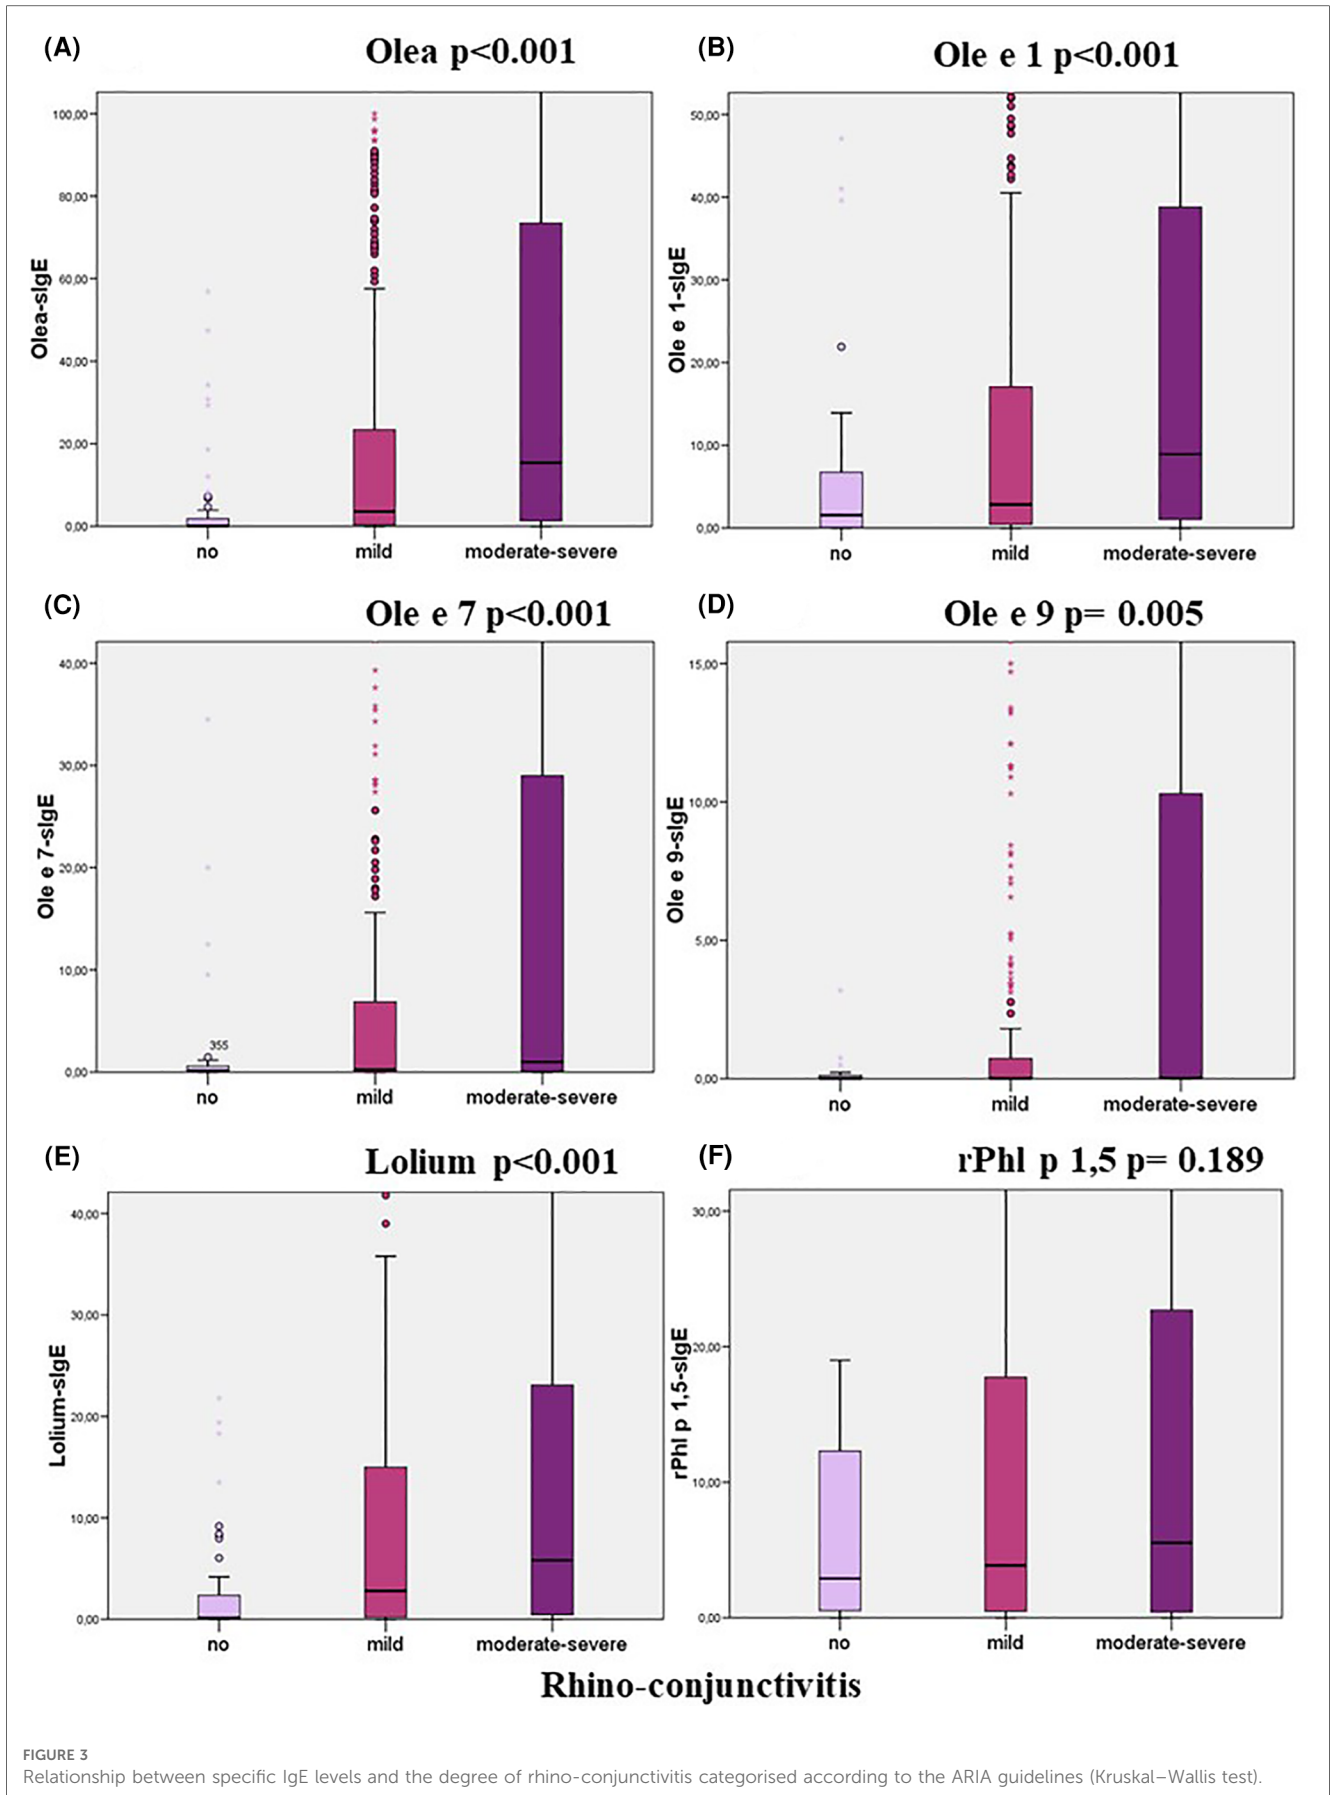 (A)
Olea p<0.001
100,00
80,00
60,00
40,00
20,00
0,00
Olea-sIgE
no mild moderate-severe
(B)
Ole e 1 p<0.001
50,00
40,00
30,00
20,00
10,00
0,00
Ole e 1-sIgE
no mild moderate-severe
(C)
Ole e 7 p<0.001
40,00
30,00
20,00
10,00
0,00
Ole e 7-sIgE
355
no mild moderate-severe
(D)
Ole e 9 p= 0.005
15,00
10,00
5,00
0,00
Ole e 9-sIgE
no mild moderate-severe
(E)
Lolium p<0.001
40,00
30,00
20,00
10,00
0,00
Lolium-sIgE
no mild moderate-severe
(F)
rPhl p 1,5 p= 0.189
30,00
20,00
10,00
0,00
rPhl p 1,5-sIgE
no mild moderate-severe
Rhino-conjunctivitis
FIGURE 3
Relationship between specific IgE levels and the degree of rhino-conjunctivitis categorised according to the ARIA guidelines (Kruskal–Wallis test).